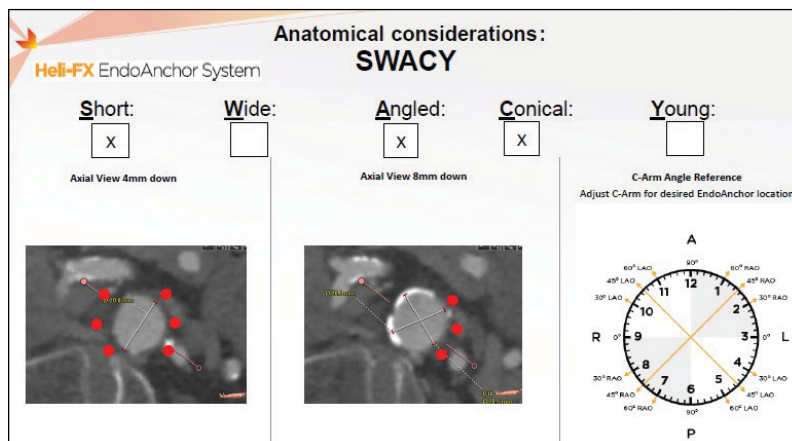 Anatomical considerations:
SWACY
Heli-FX EndoAnchor System
Short:
Wide:
Angled:
Conical:
Young:
X
X
X
Axial View 4mm down
Axial View 8mm down
C-Arm Angle Reference
Adjust C-Arm for desired EndoAnchor location
A
90°
60° LAO
60° RAO
45° LAO
45° RAO
30° LAO
30° RAO
12
11
1
10
2
R
0°
9
3
0°
L
8
4
7
5
6
30° RAO
30° LAO
45° RAO
45° LAO
60° RAO
60° LAO
90°
P